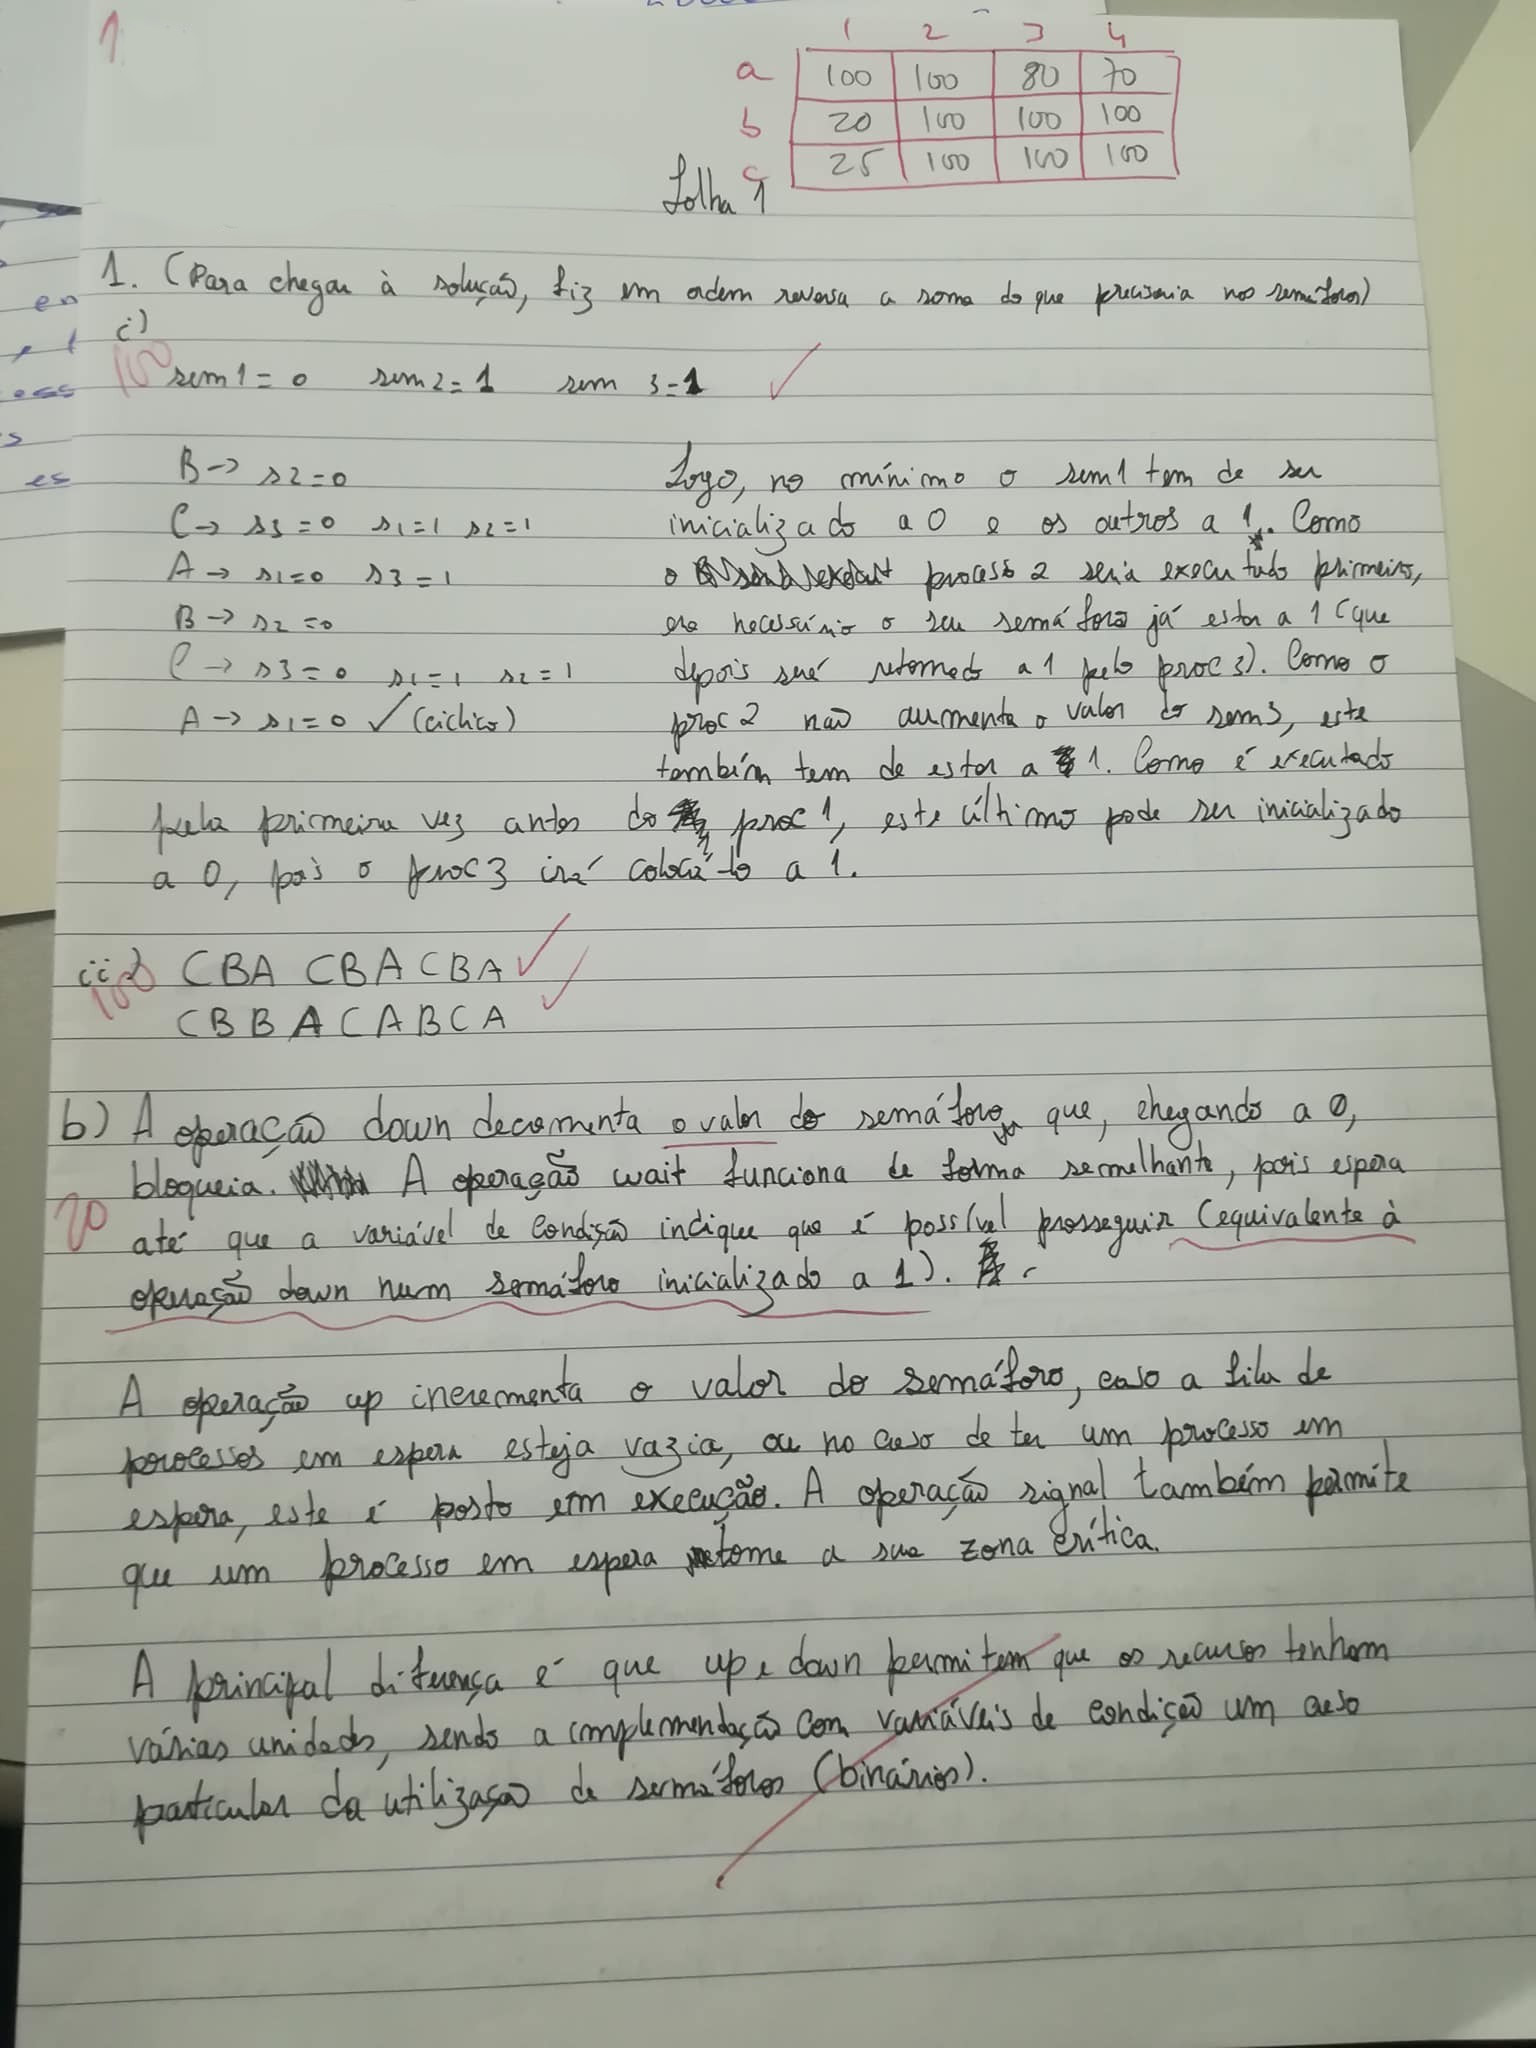 1.
1 2 3 4
a 100 100 80 70
b 20 100 100 100
c 25 100 100 100
Folha 1
1. (Para chegar à solução, fiz em ordem reversa a soma do que precisaria nos semáforos)
i)
100 sem1 = 0 sem2 = 1 sem 3 = 1 ✓
B -> s2 = 0
C -> s3 = 0 s1 = 1 s2 = 1
A -> s1 = 0 s3 = 1
B -> s2 = 0
C -> s3 = 0 s1 = 1 s2 = 1
A -> s1 = 0 ✓ (ciclico)
Logo, no mínimo o sem1 tem de ser
inicializado a 0 e os outros a 1. Como
o processo 2 seria executado primeiro,
era necessário o seu semáforo já estar a 1 (que
depois será retornado a 1 pelo proc 3). Como o
proc 2 não aumenta o valor do sem3, este
também tem de estar a 1. Como é executado
pela primeira vez antes do proc 1, este último pode ser inicializado
a 0, pois o proc 3 irá colocá-lo a 1.
ii) 100 CBA CBA CBA ✓
CBBACABCA ✓
b) A operação down decrementa o valor do semáforo que, chegando a 0,
bloqueia. A operação wait funciona de forma semelhante, pois espera
20 até que a variável de condição indique que é possível prosseguir (equivalente à
operação down num semáforo inicializado a 1).
A operação up incrementa o valor do semáforo, caso a fila de
processos em espera esteja vazia, ou no caso de ter um processo em
espera, este é posto em execução. A operação signal também permite
que um processo em espera retome a sua zona crítica.
A principal diferença é que up e down permitem que os recursos tenham
várias unidades, sendo a complementação com variáveis de condição um caso
particular da utilização de semáforos (binários).